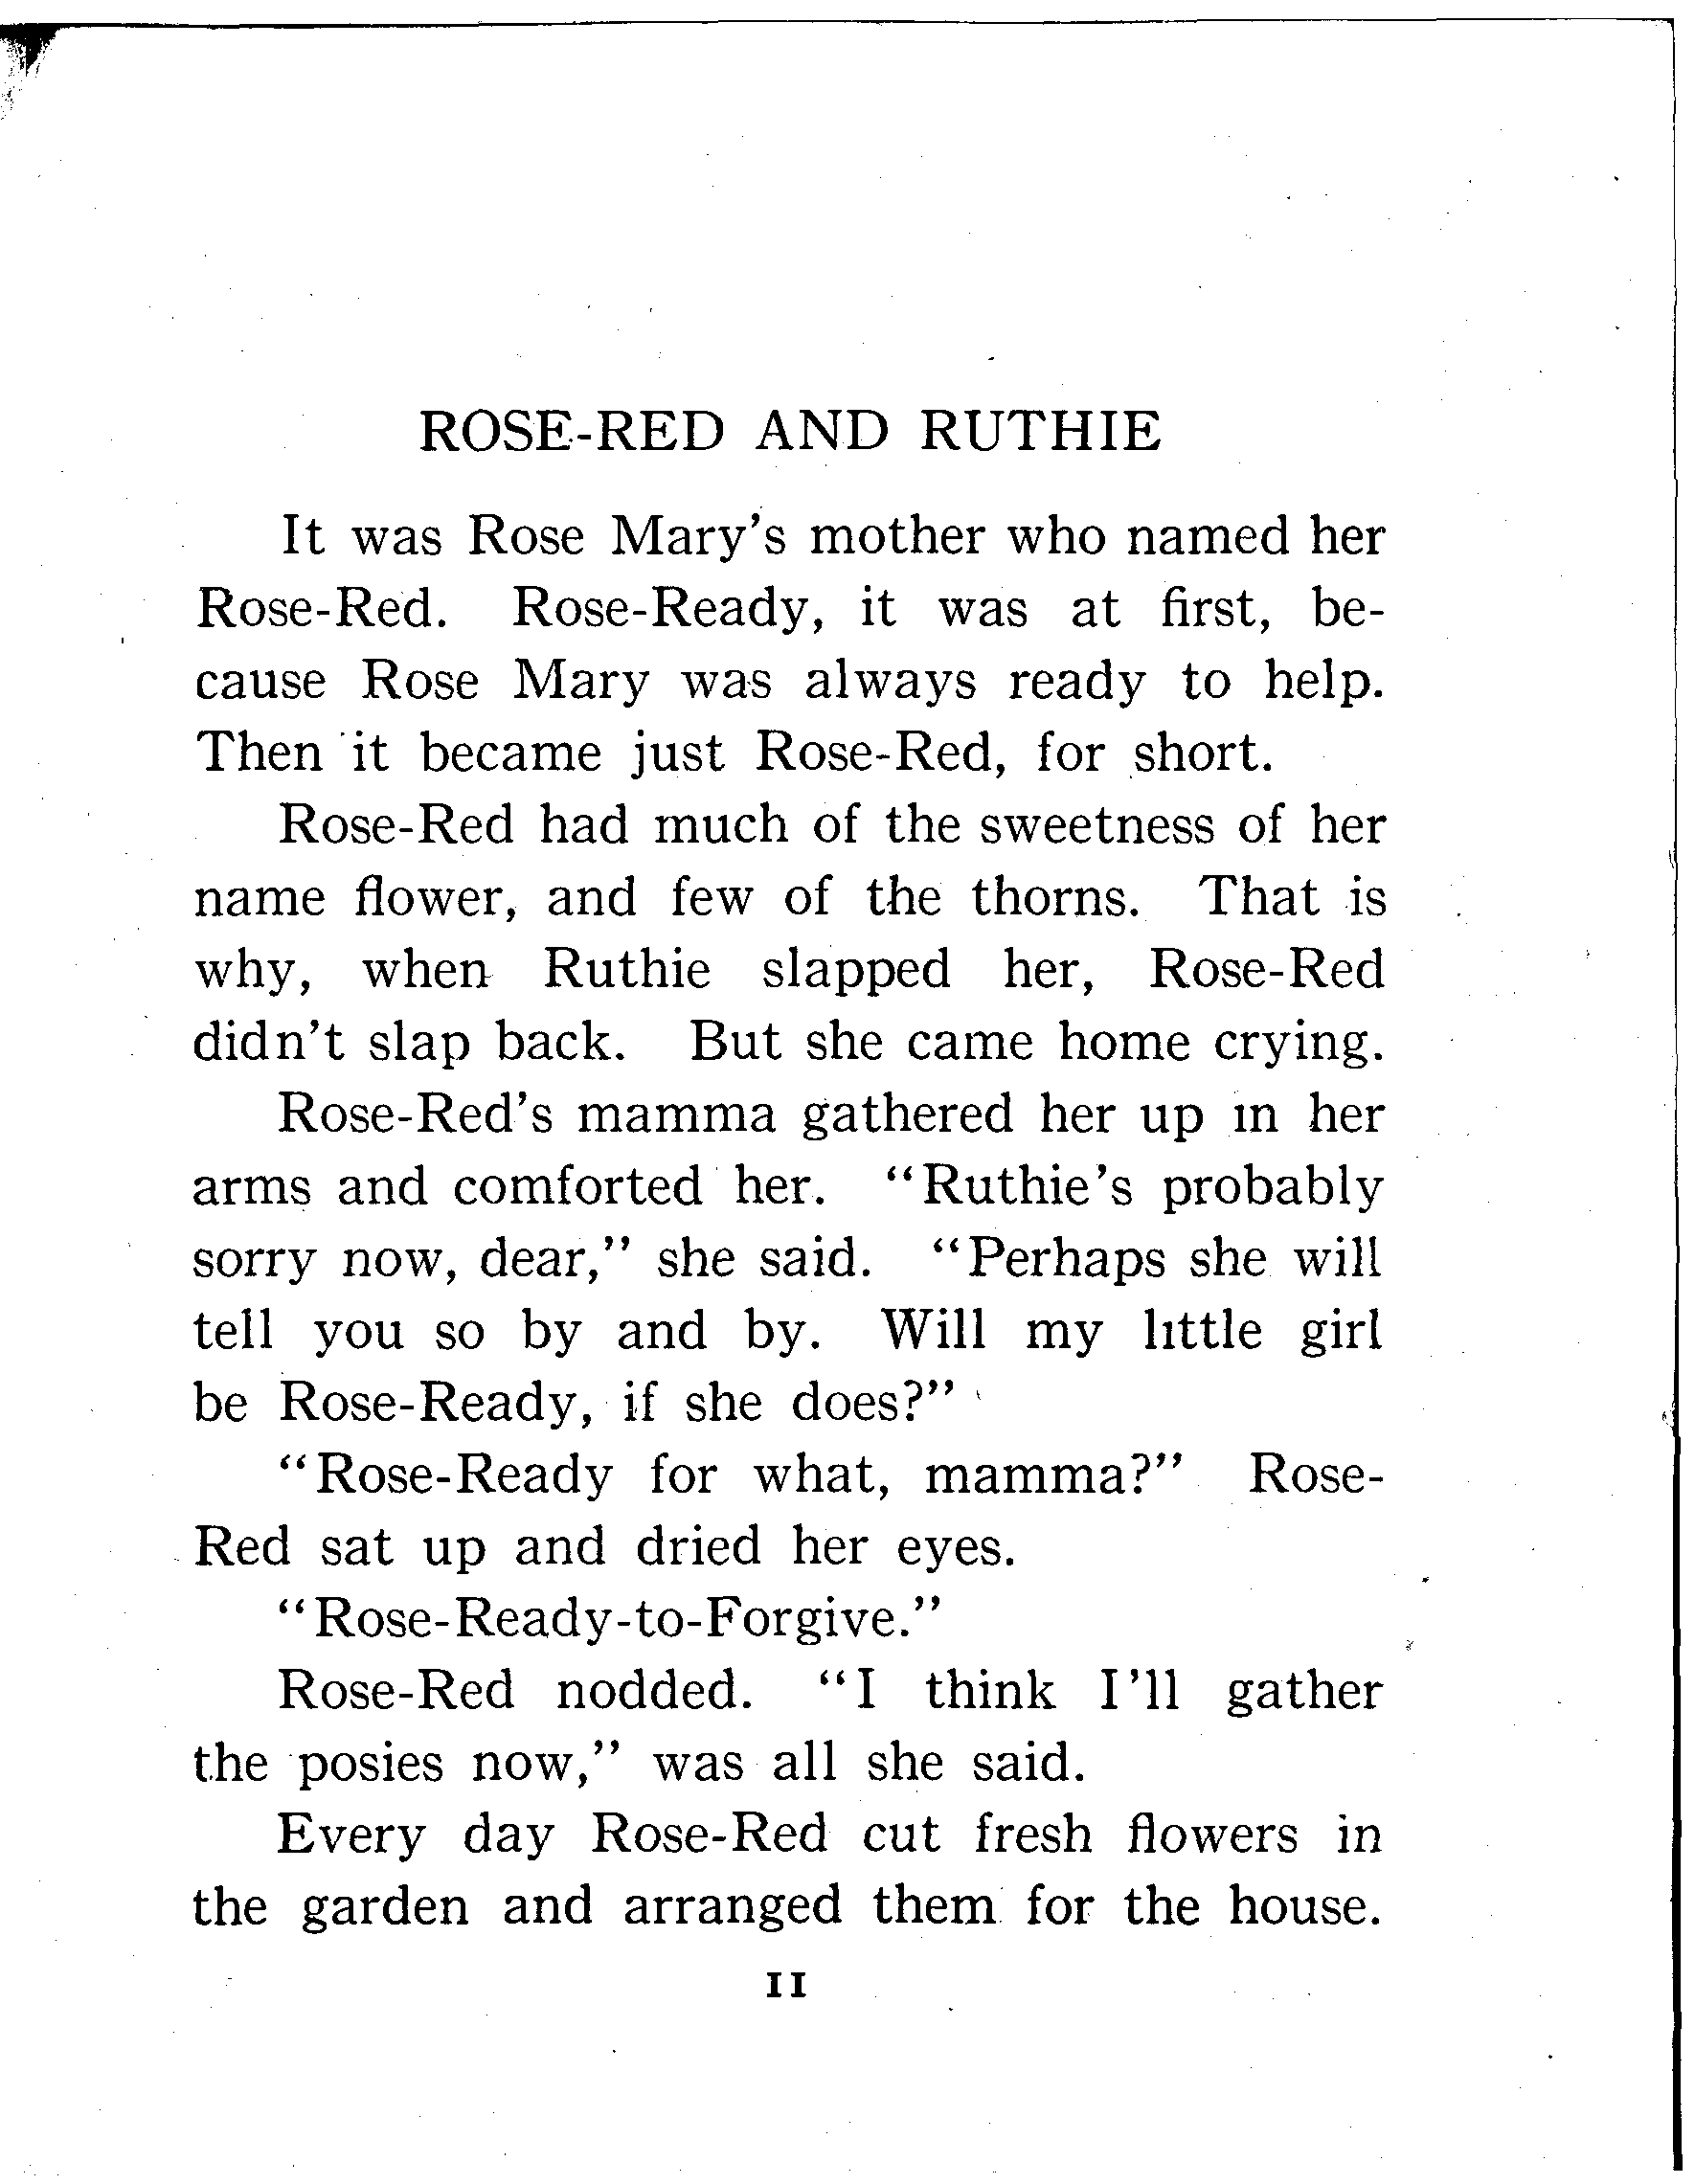 ROSE-RED AND RUTHIE
It was Rose Mary's mother who named her
Rose-Red. Rose-Ready, it was at first, be-
cause Rose Mary was always ready to help.
Then it became just Rose-Red, for short.
Rose-Red had much of the sweetness of her
name flower, and few of the thorns. That is
why, when Ruthie slapped her, Rose-Red
didn't slap back. But she came home crying.
Rose-Red's mamma gathered her up in her
arms and comforted her. "Ruthie's probably
sorry now, dear," she said. "Perhaps she will
tell you so by and by. Will my little girl
be Rose-Ready, if she does?"
"Rose-Ready for what, mamma?" Rose-
Red sat up and dried her eyes.
"Rose-Ready-to-Forgive."
Rose-Red nodded. "I think I'll gather
the posies now," was all she said.
Every day Rose-Red cut fresh flowers in
the garden and arranged them for the house.
11